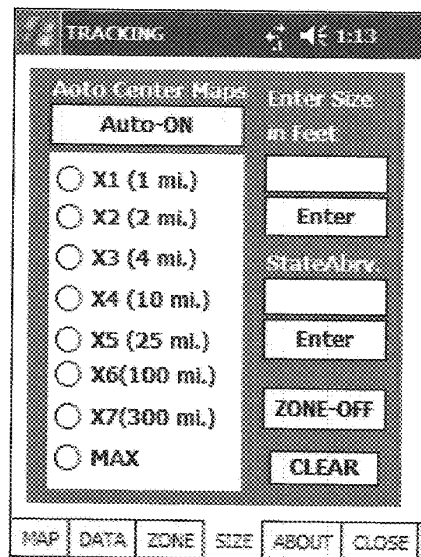 TRACKING 1:13
Auto Center Maps
Auto-ON
X1 (1 mi.)
X2 (2 mi.)
X3 (4 mi.)
X4 (10 mi.)
X5 (25 mi.)
X6(100 mi.)
X7(300 mi.)
MAX
Enter Size
in Feet
Enter
StateAbrv.
Enter
ZONE-OFF
CLEAR
MAP DATA ZONE SIZE ABOUT CLOSE